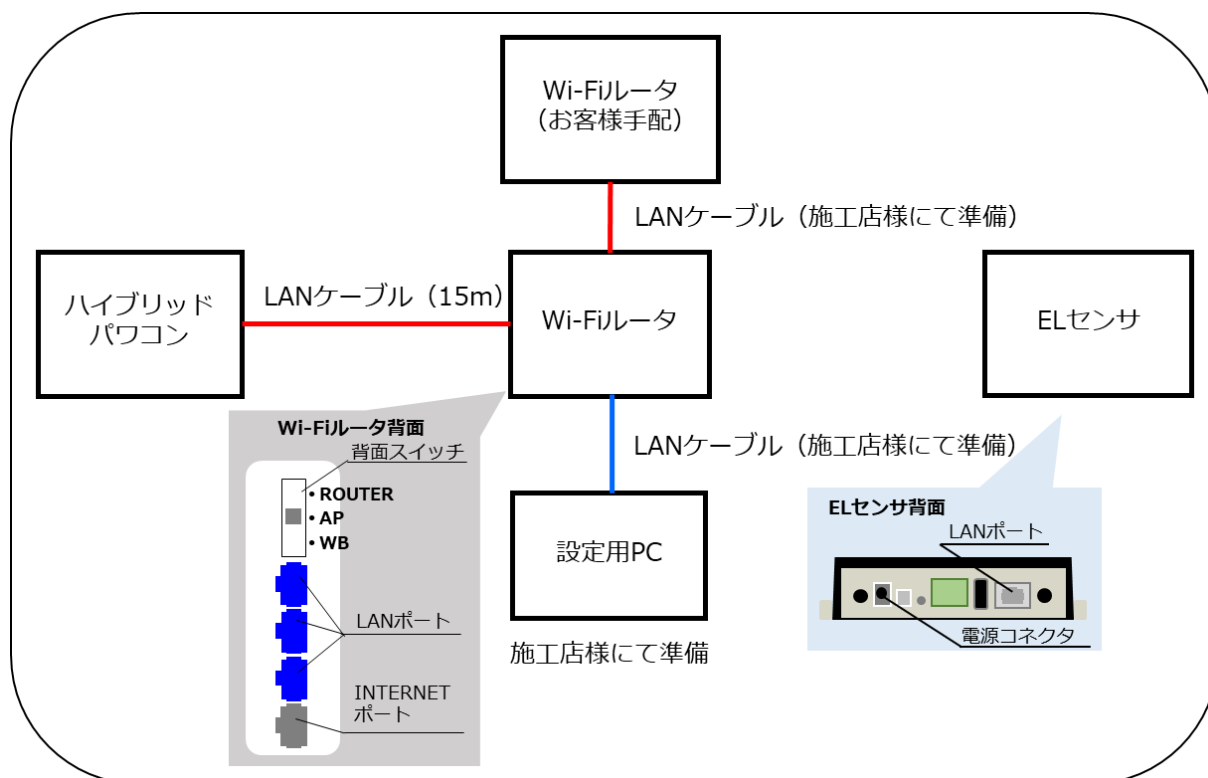 Wi-Fiルータ
（お客様手配）
LANケーブル（施工店様にて準備）
ハイブリッド
パワコン
LANケーブル（15m）
Wi-Fiルータ
ELセンサ
Wi-Fiルータ背面
背面スイッチ
• ROUTER
• AP
• WB
LANポート
INTERNET
ポート
LANケーブル（施工店様にて準備）
設定用PC
施工店様にて準備
ELセンサ背面
LANポート
電源コネクタ